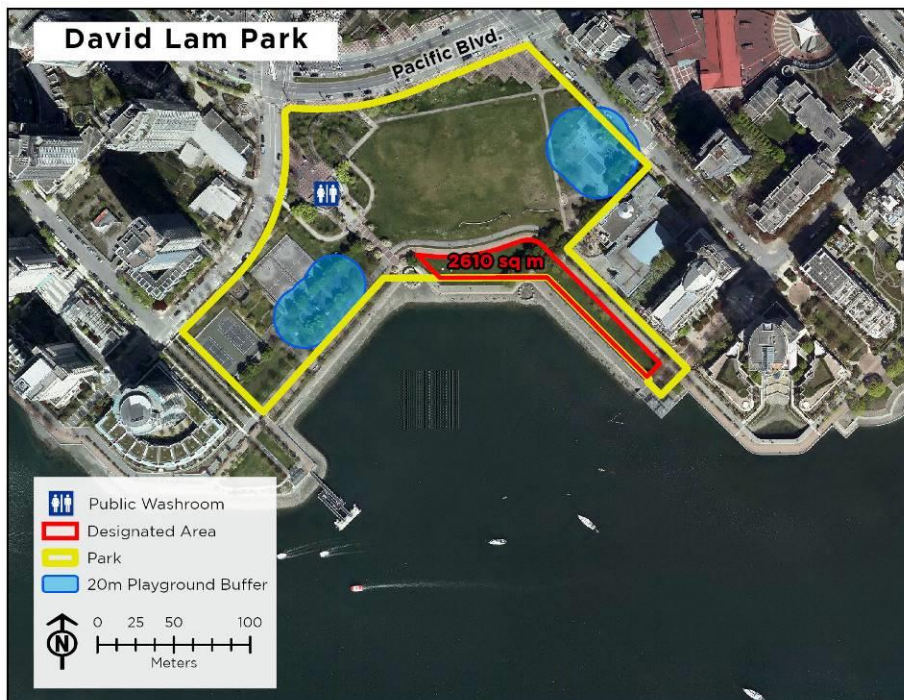 David Lam Park
Pacific Blvd.
2610 sq m
Public Washroom
Designated Area
Park
20m Playground Buffer
N
0 25 50 100
Meters